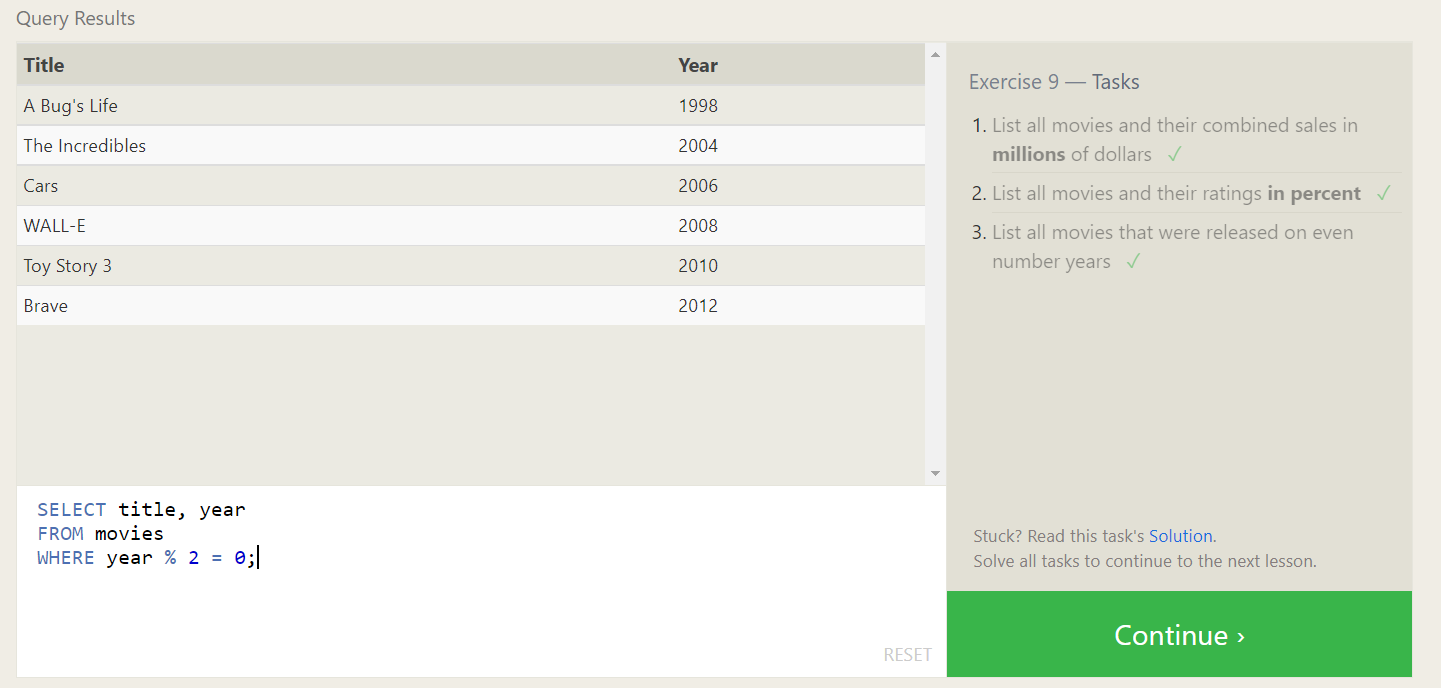 Query Results
Title Year
A Bug's Life 1998
The Incredibles 2004
Cars 2006
WALL-E 2008
Toy Story 3 2010
Brave 2012
SELECT title, year
FROM movies
WHERE year % 2 = 0;
RESET
Exercise 9 — Tasks
1. List all movies and their combined sales in
millions of dollars ✓
2. List all movies and their ratings in percent ✓
3. List all movies that were released on even
number years ✓
Stuck? Read this task's Solution.
Solve all tasks to continue to the next lesson.
Continue ›